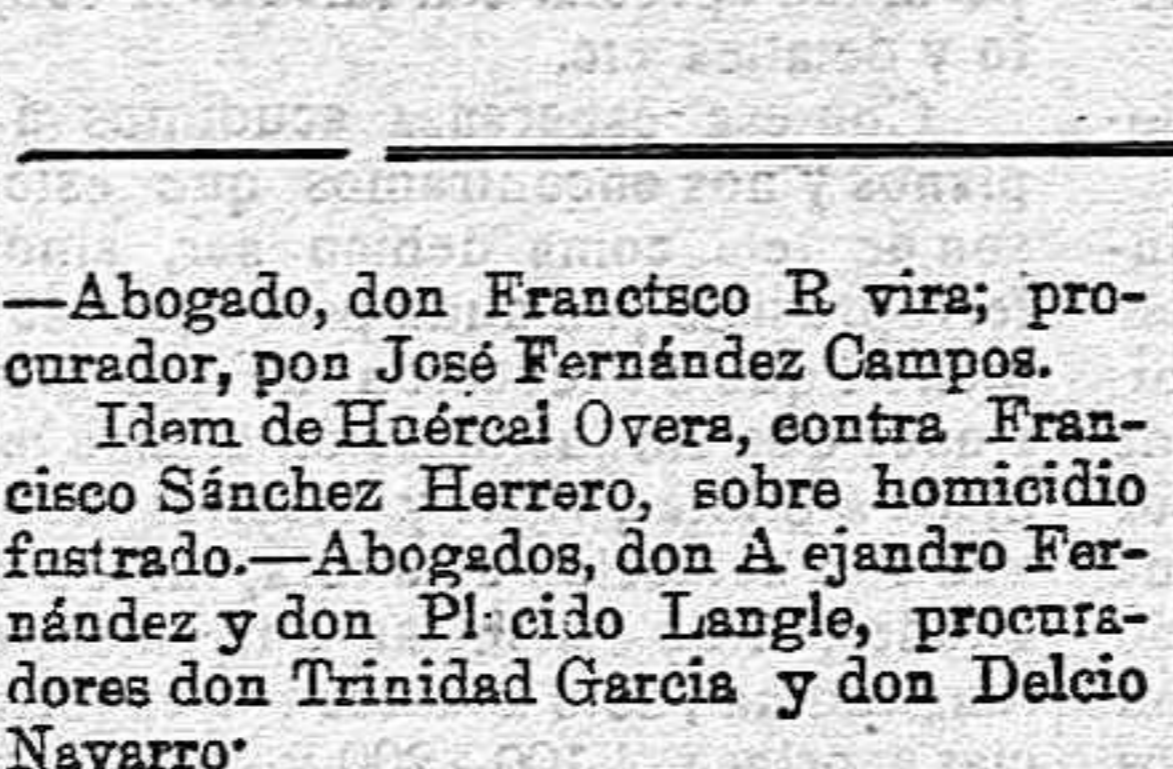 —Abogado, don Francisco R vira; pro-
curador, pon José Fernández Campos.
Idem de Huércal Overa, contra Fran-
cisco Sánchez Herrero, sobre homicidio
fustrado.—Abogados, don A ejandro Fer-
nández y don Pl cido Langle, procura-
dores don Trinidad Garcia y don Delcio
Navarro·